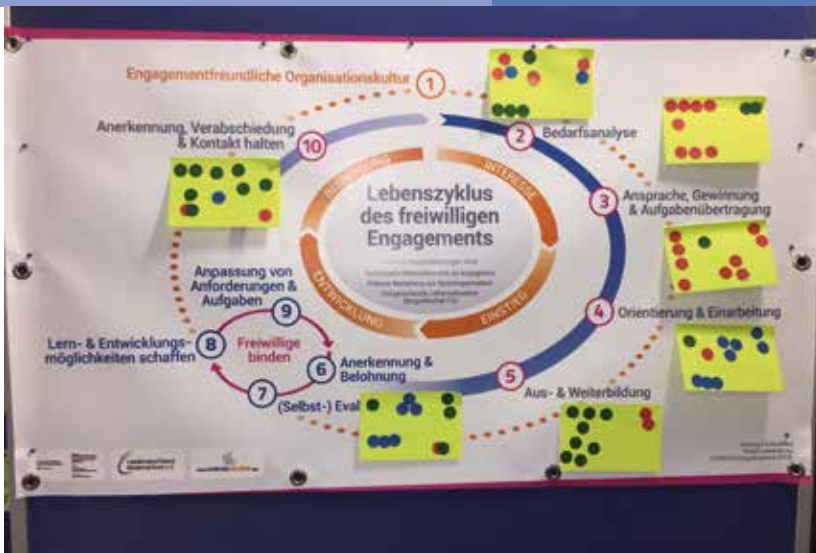 Engagementfreundliche Organisationskultur 1
2 Bedarfsanalyse
3 Ansprache, Gewinnung
& Aufgabenübertragung
4 Orientierung & Einarbeitung
5 Aus- & Weiterbildung
6 Anerkennung &
Belohnung
7 (Selbst-) Eval
8 Lern- & Entwicklungs-
möglichkeiten schaffen
9 Anpassung von
Anforderungen &
Aufgaben
Freiwillige
binden
10 Anerkennung, Verabschiedung
& Kontakt halten
Lebenszyklus
des freiwilligen
Engagements
INTERESSE
EINSTIEG
ENTWICKLUNG